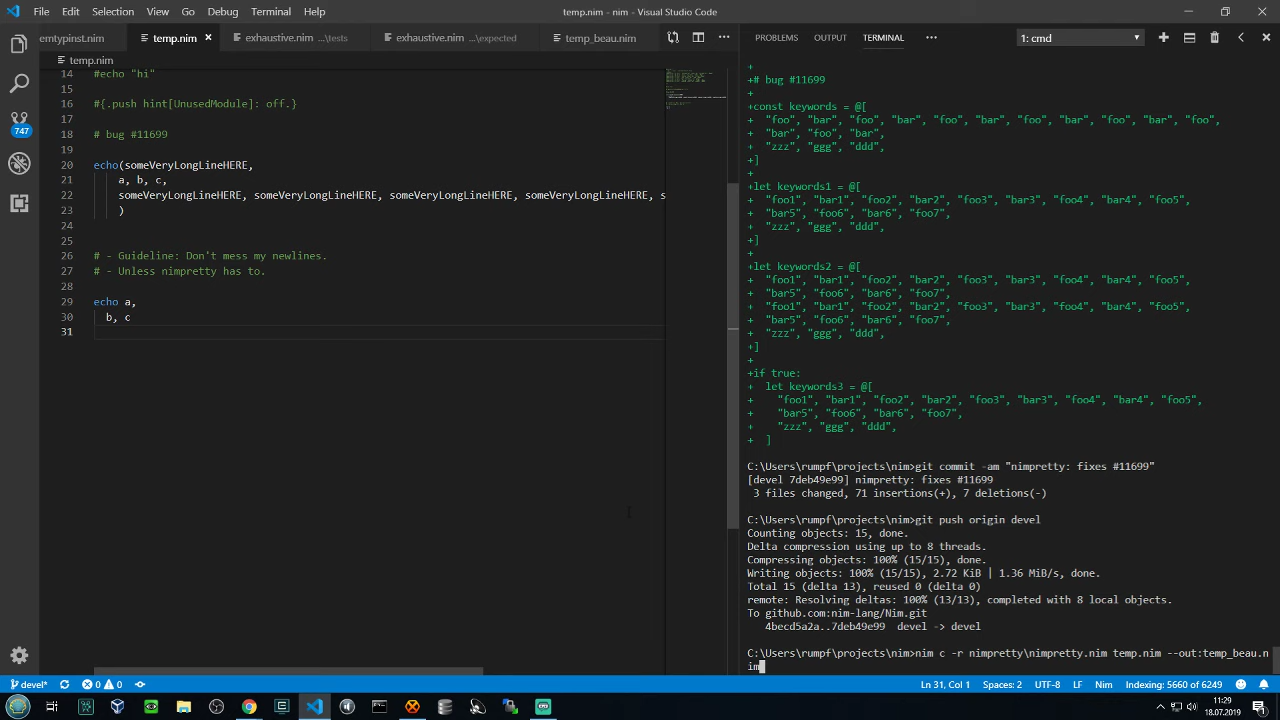 File Edit Selection View Go Debug Terminal Help
temp.nim - nim - Visual Studio Code
emtypinst.nim temp.nim exhaustive.nim ...\tests exhaustive.nim ...\expected temp_beau.nim
temp.nim
14 #echo "hi"
15
16 #{.push hint[UnusedModule]: off.}
17
18 # bug #11699
19
20 echo(someVeryLongLineHERE,
21 a, b, c,
22 someVeryLongLineHERE, someVeryLongLineHERE, someVeryLongLineHERE, someVeryLongLineHERE, s
23 )
24
25
26 # - Guideline: Don't mess my newlines.
27 # - Unless nimpretty has to.
28
29 echo a,
30 b, c
31
747
PROBLEMS OUTPUT TERMINAL ... 1: cmd
+
+# bug #11699
+
+const keywords = @[
+ "foo", "bar", "foo", "bar", "foo", "bar", "foo", "bar", "foo", "bar", "foo",
+ "bar", "foo", "bar",
+ "zzz", "ggg", "ddd",
+]
+
+let keywords1 = @[
+ "foo1", "bar1", "foo2", "bar2", "foo3", "bar3", "foo4", "bar4", "foo5",
+ "bar5", "foo6", "bar6", "foo7",
+ "zzz", "ggg", "ddd",
+]
+
+let keywords2 = @[
+ "foo1", "bar1", "foo2", "bar2", "foo3", "bar3", "foo4", "bar4", "foo5",
+ "bar5", "foo6", "bar6", "foo7",
+ "foo1", "bar1", "foo2", "bar2", "foo3", "bar3", "foo4", "bar4", "foo5",
+ "bar5", "foo6", "bar6", "foo7",
+ "zzz", "ggg", "ddd",
+]
+
+if true:
+ let keywords3 = @[
+ "foo1", "bar1", "foo2", "bar2", "foo3", "bar3", "foo4", "bar4", "foo5",
+ "bar5", "foo6", "bar6", "foo7",
+ "zzz", "ggg", "ddd",
+ ]
C:\Users\rumpf\projects\nim>git commit -am "nimpretty: fixes #11699"
[devel 7deb49e99] nimpretty: fixes #11699
3 files changed, 71 insertions(+), 7 deletions(-)
C:\Users\rumpf\projects\nim>git push origin devel
Counting objects: 15, done.
Delta compression using up to 8 threads.
Compressing objects: 100% (15/15), done.
Writing objects: 100% (15/15), 2.72 KiB | 1.36 MiB/s, done.
Total 15 (delta 13), reused 0 (delta 0)
remote: Resolving deltas: 100% (13/13), completed with 8 local objects.
To github.com:nim-lang/Nim.git
4becd5a2a..7deb49e99 devel -> devel
C:\Users\rumpf\projects\nim>nim c -r nimpretty\nimpretty.nim temp.nim --out:temp_beau.n
im
devel* 0 0 Ln 31, Col 1 Spaces: 2 UTF-8 LF Nim Indexing: 5660 of 6249
11:29
18.07.2019